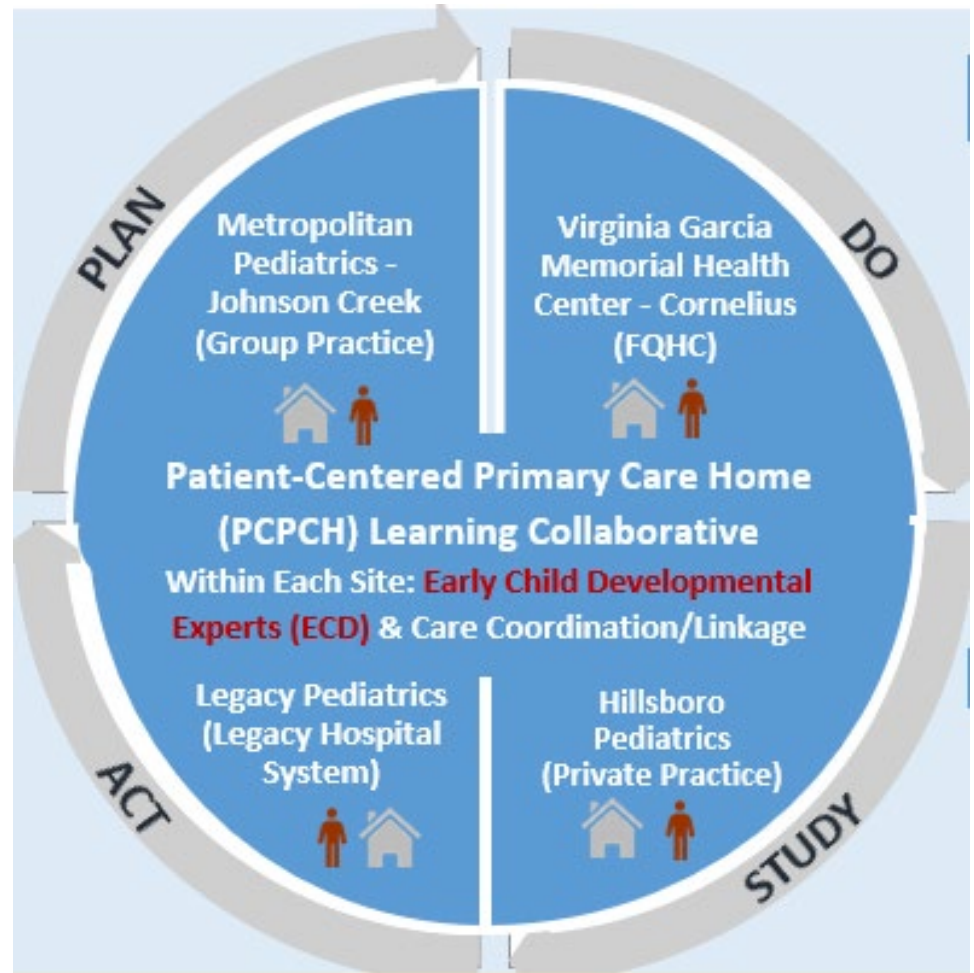 PLAN
DO
Metropolitan
Pediatrics -
Johnson Creek
(Group Practice)
Virginia Garcia
Memorial Health
Center - Cornelius
(FQHC)
Patient-Centered Primary Care Home
(PCPCH) Learning Collaborative
Within Each Site: Early Child Developmental
Experts (ECD) & Care Coordination/Linkage
Legacy Pediatrics
(Legacy Hospital
System)
Hillsboro
Pediatrics
(Private Practice)
ACT
STUDY